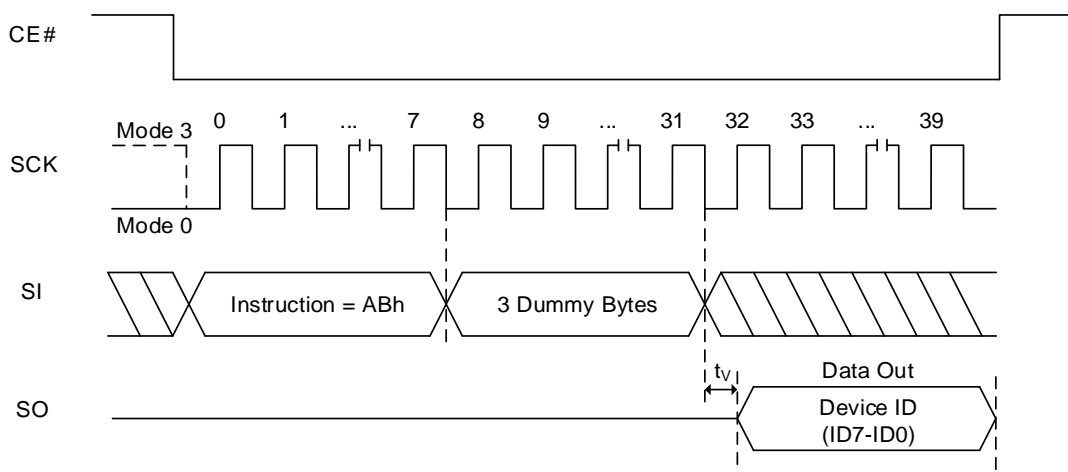 CE#
0 1 ... 7 8 9 ... 31 32 33 ... 39
Mode 3
SCK
Mode 0
SI
Instruction = ABh
3 Dummy Bytes
tV
Data Out
SO
Device ID
(ID7-ID0)